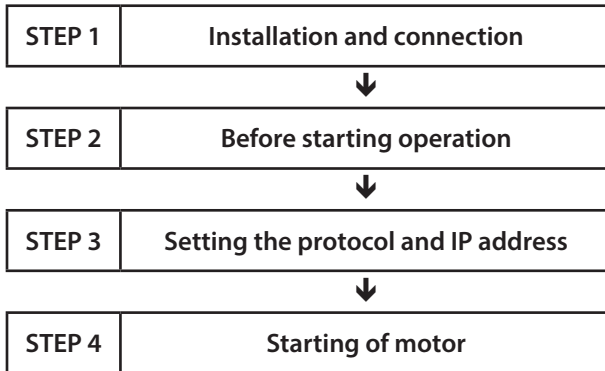 STEP 1 Installation and connection
STEP 2 Before starting operation
STEP 3 Setting the protocol and IP address
STEP 4 Starting of motor